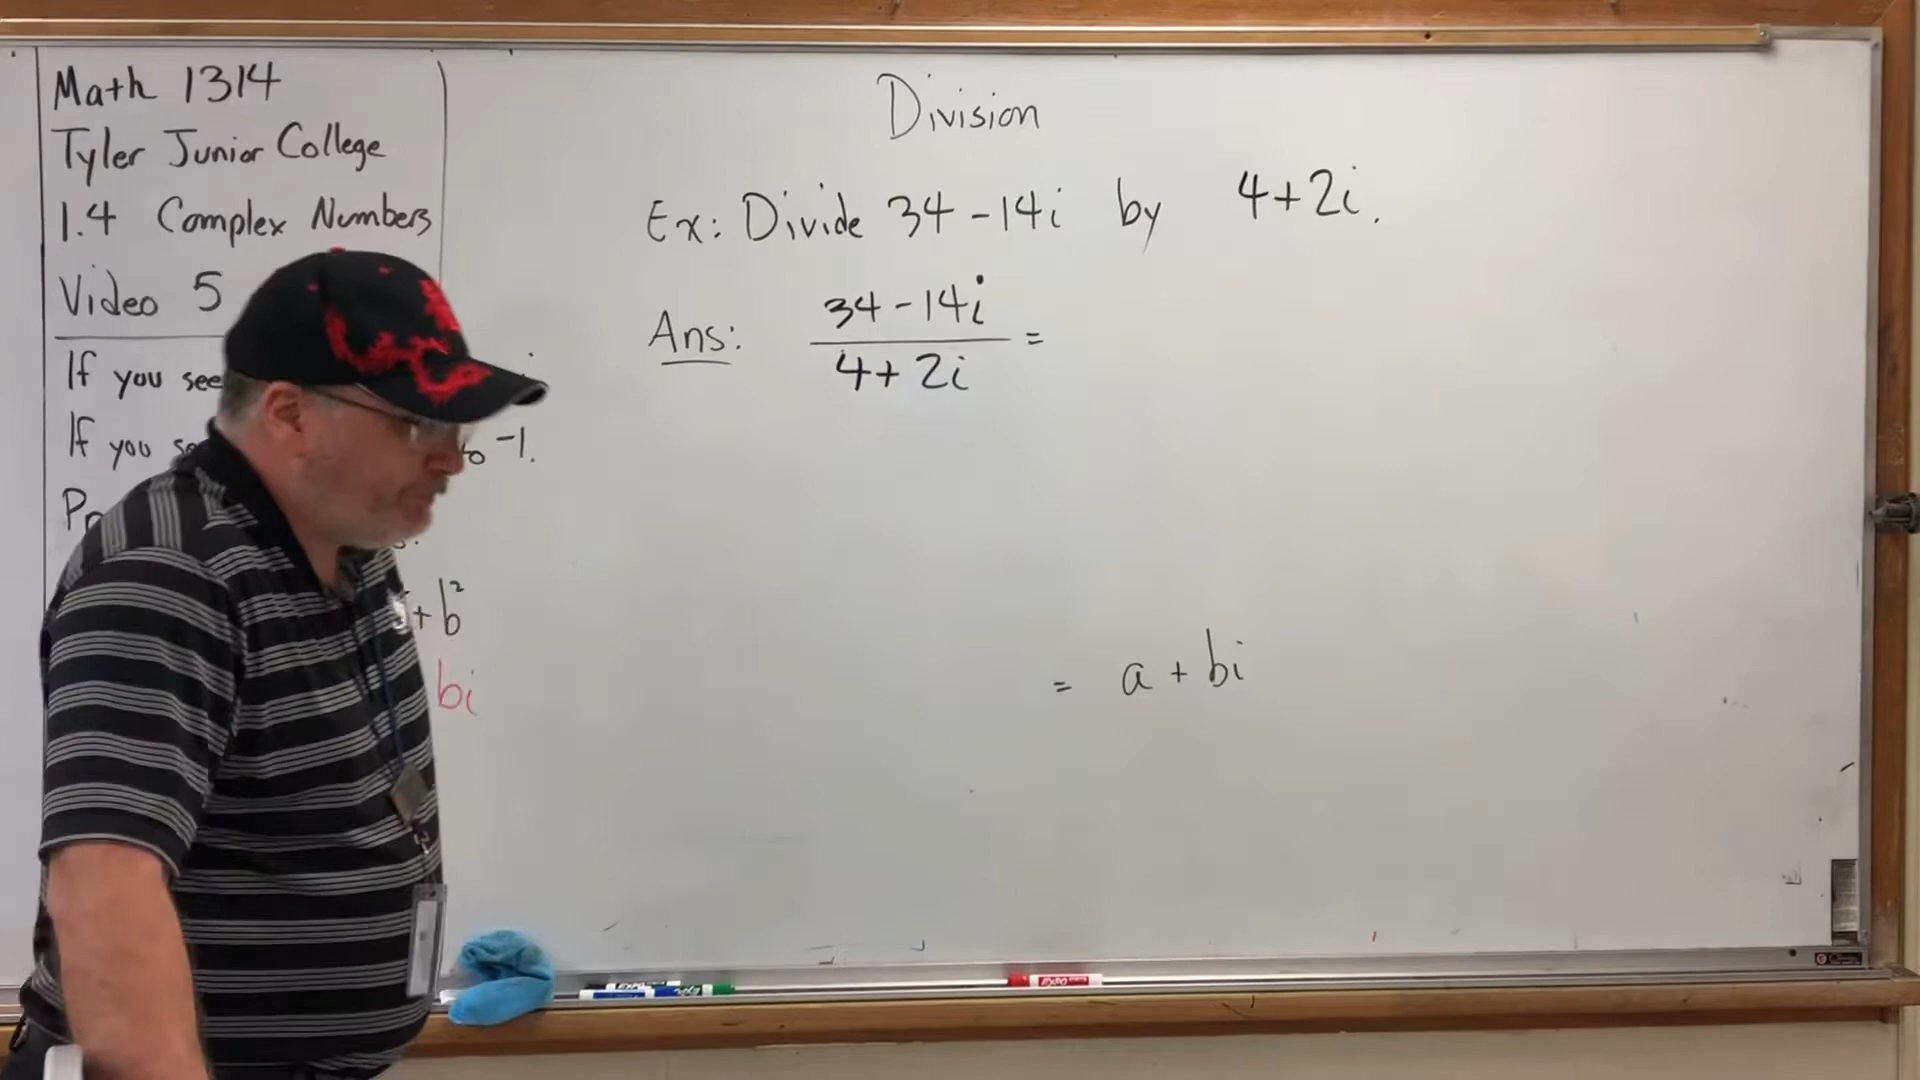 Math 1314
Tyler Junior College
1.4 Complex Numbers
Video 5
If you see
If you
to -1.
+ b²
bi
Division
Ex: Divide 34 - 14i by 4+2i.
Ans: 34 - 14i
4 + 2i =
= a + bi